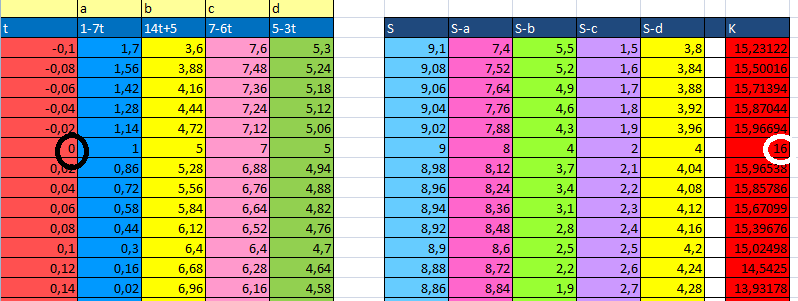 a b c d
t 1-7t 14t+5 7-6t 5-3t S S-a S-b S-c S-d K
-0,1 1,7 3,6 7,6 5,3 9,1 7,4 5,5 1,5 3,8 15,23122
-0,08 1,56 3,88 7,48 5,24 9,08 7,52 5,2 1,6 3,84 15,50016
-0,06 1,42 4,16 7,36 5,18 9,06 7,64 4,9 1,7 3,88 15,71394
-0,04 1,28 4,44 7,24 5,12 9,04 7,76 4,6 1,8 3,92 15,87044
-0,02 1,14 4,72 7,12 5,06 9,02 7,88 4,3 1,9 3,96 15,96694
0 1 5 7 5 9 8 4 2 4 16
0,02 0,86 5,28 6,88 4,94 8,98 8,12 3,7 2,1 4,04 15,96538
0,04 0,72 5,56 6,76 4,88 8,96 8,24 3,4 2,2 4,08 15,85786
0,06 0,58 5,84 6,64 4,82 8,94 8,36 3,1 2,3 4,12 15,67099
0,08 0,44 6,12 6,52 4,76 8,92 8,48 2,8 2,4 4,16 15,39676
0,1 0,3 6,4 6,4 4,7 8,9 8,6 2,5 2,5 4,2 15,02498
0,12 0,16 6,68 6,28 4,64 8,88 8,72 2,2 2,6 4,24 14,5425
0,14 0,02 6,96 6,16 4,58 8,86 8,84 1,9 2,7 4,28 13,93178